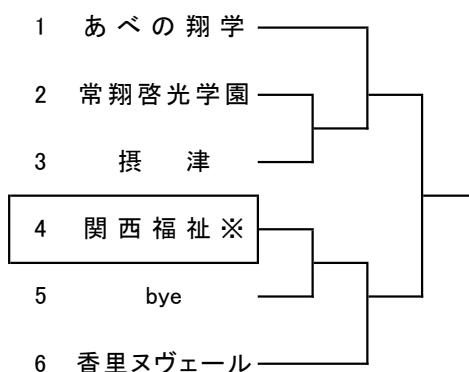 1 あべの翔学
2 常翔啓光学園
3 摂津
4 関西福祉※
5 bye
6 香里ヌヴェール